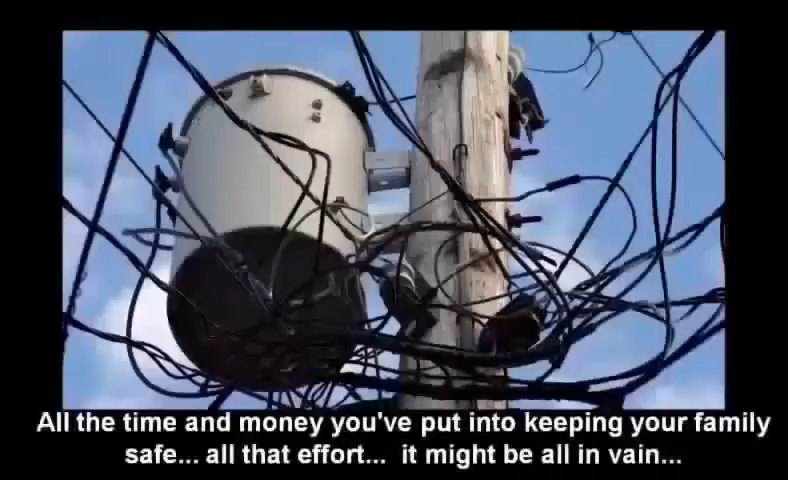 All the time and money you've put into keeping your family
safe... all that effort... it might be all in vain...